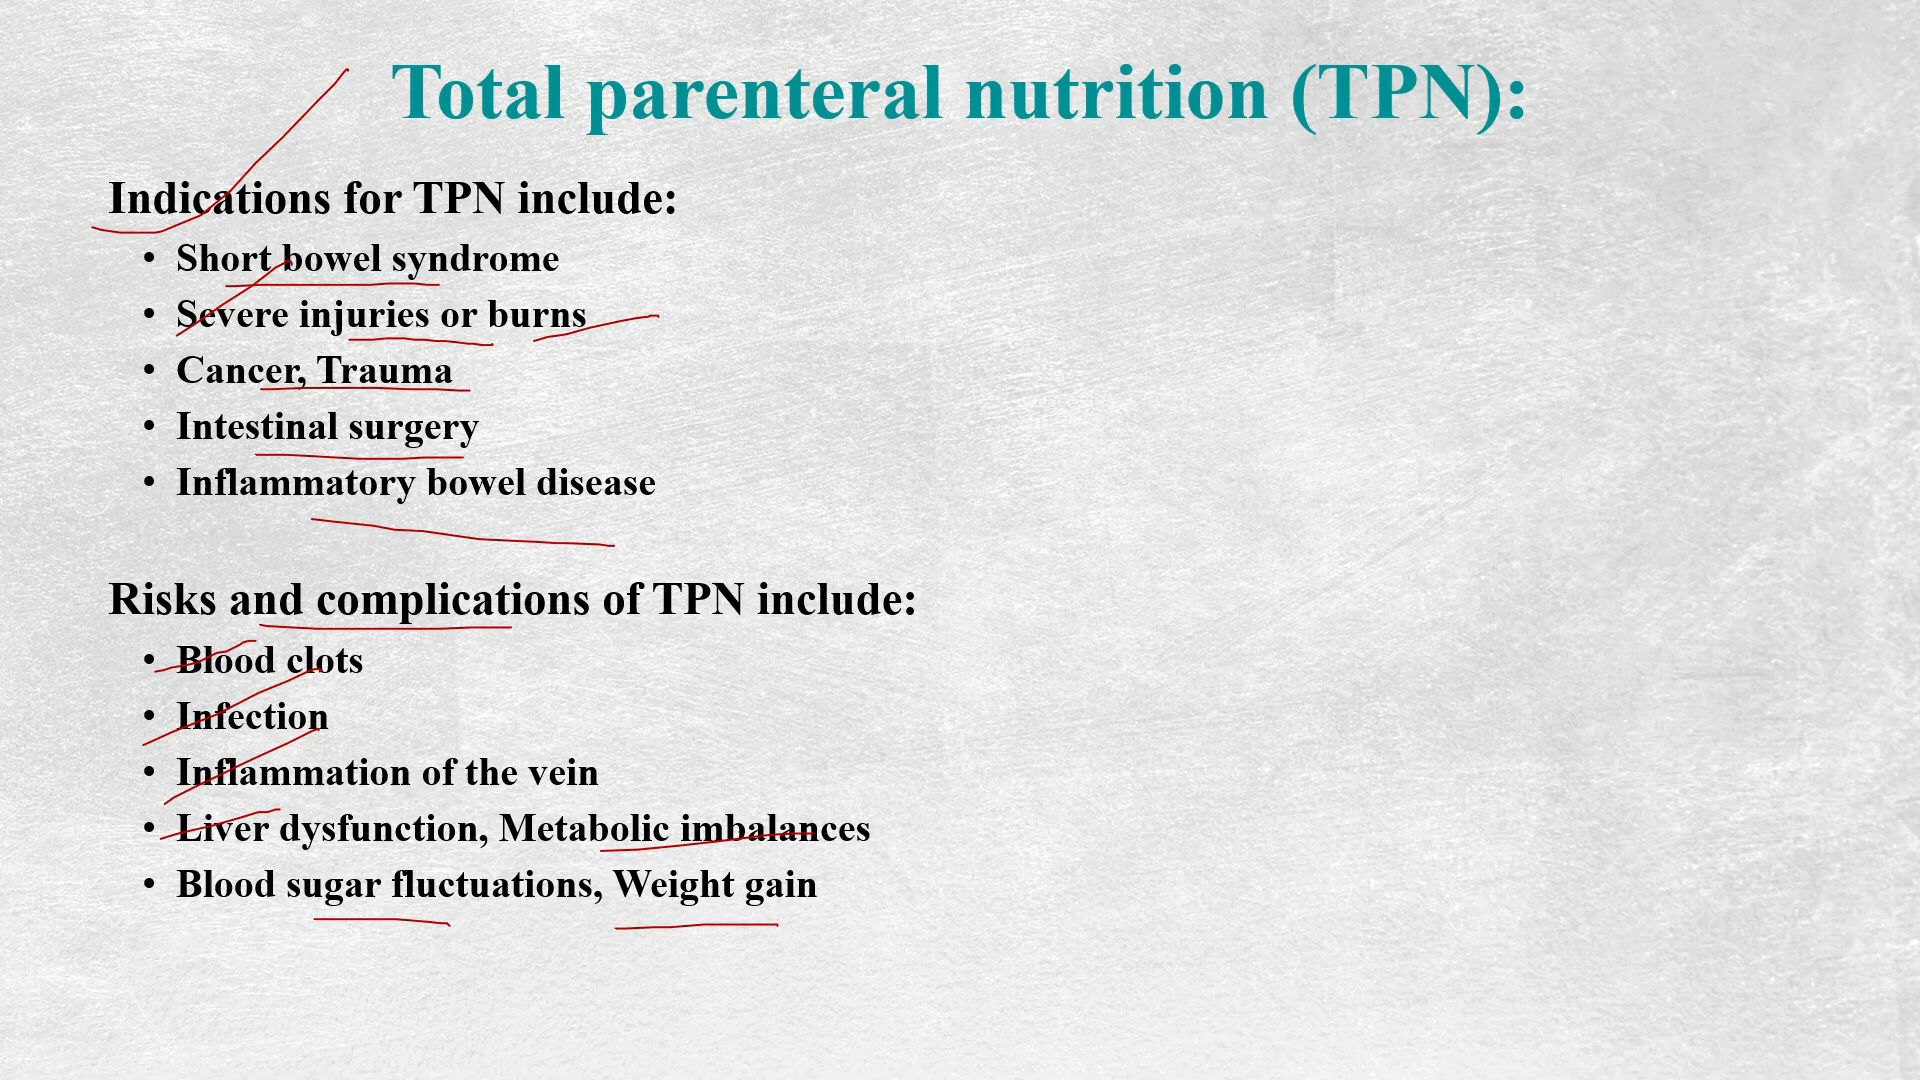 Total parenteral nutrition (TPN):
Indications for TPN include:
• Short bowel syndrome
• Severe injuries or burns
• Cancer, Trauma
• Intestinal surgery
• Inflammatory bowel disease
Risks and complications of TPN include:
• Blood clots
• Infection
• Inflammation of the vein
• Liver dysfunction, Metabolic imbalances
• Blood sugar fluctuations, Weight gain